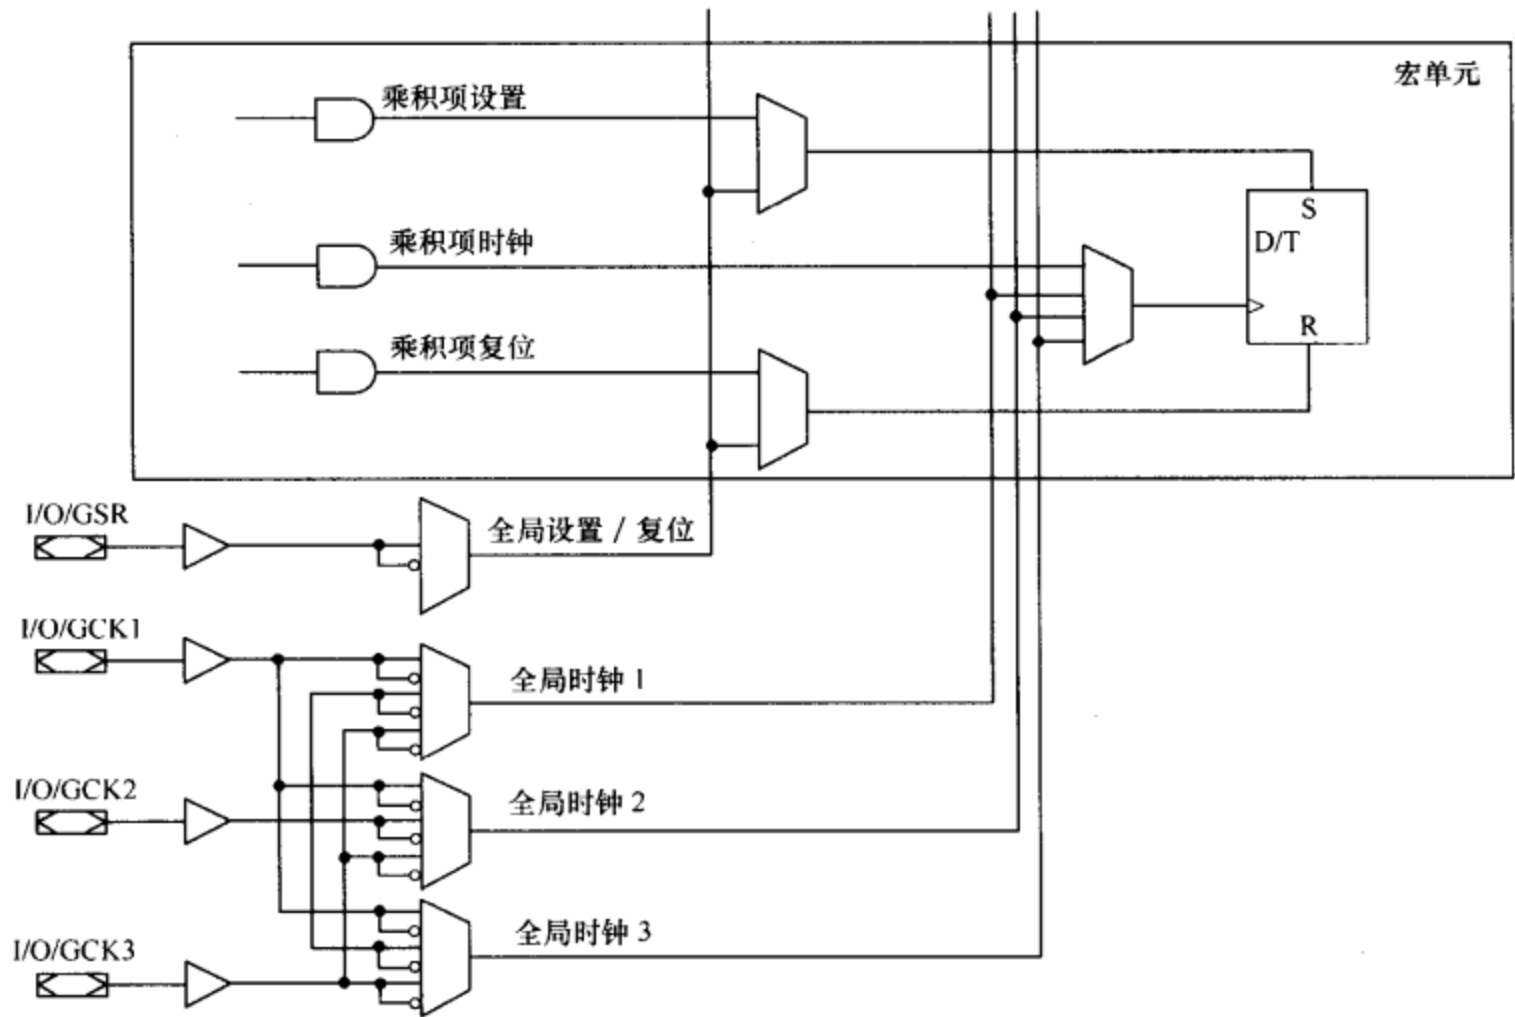 宏单元
乘积项设置
S
乘积项时钟
D/T
R
乘积项复位
I/O/GSR
全局设置 / 复位
I/O/GCK1
全局时钟 1
I/O/GCK2
全局时钟 2
I/O/GCK3
全局时钟 3